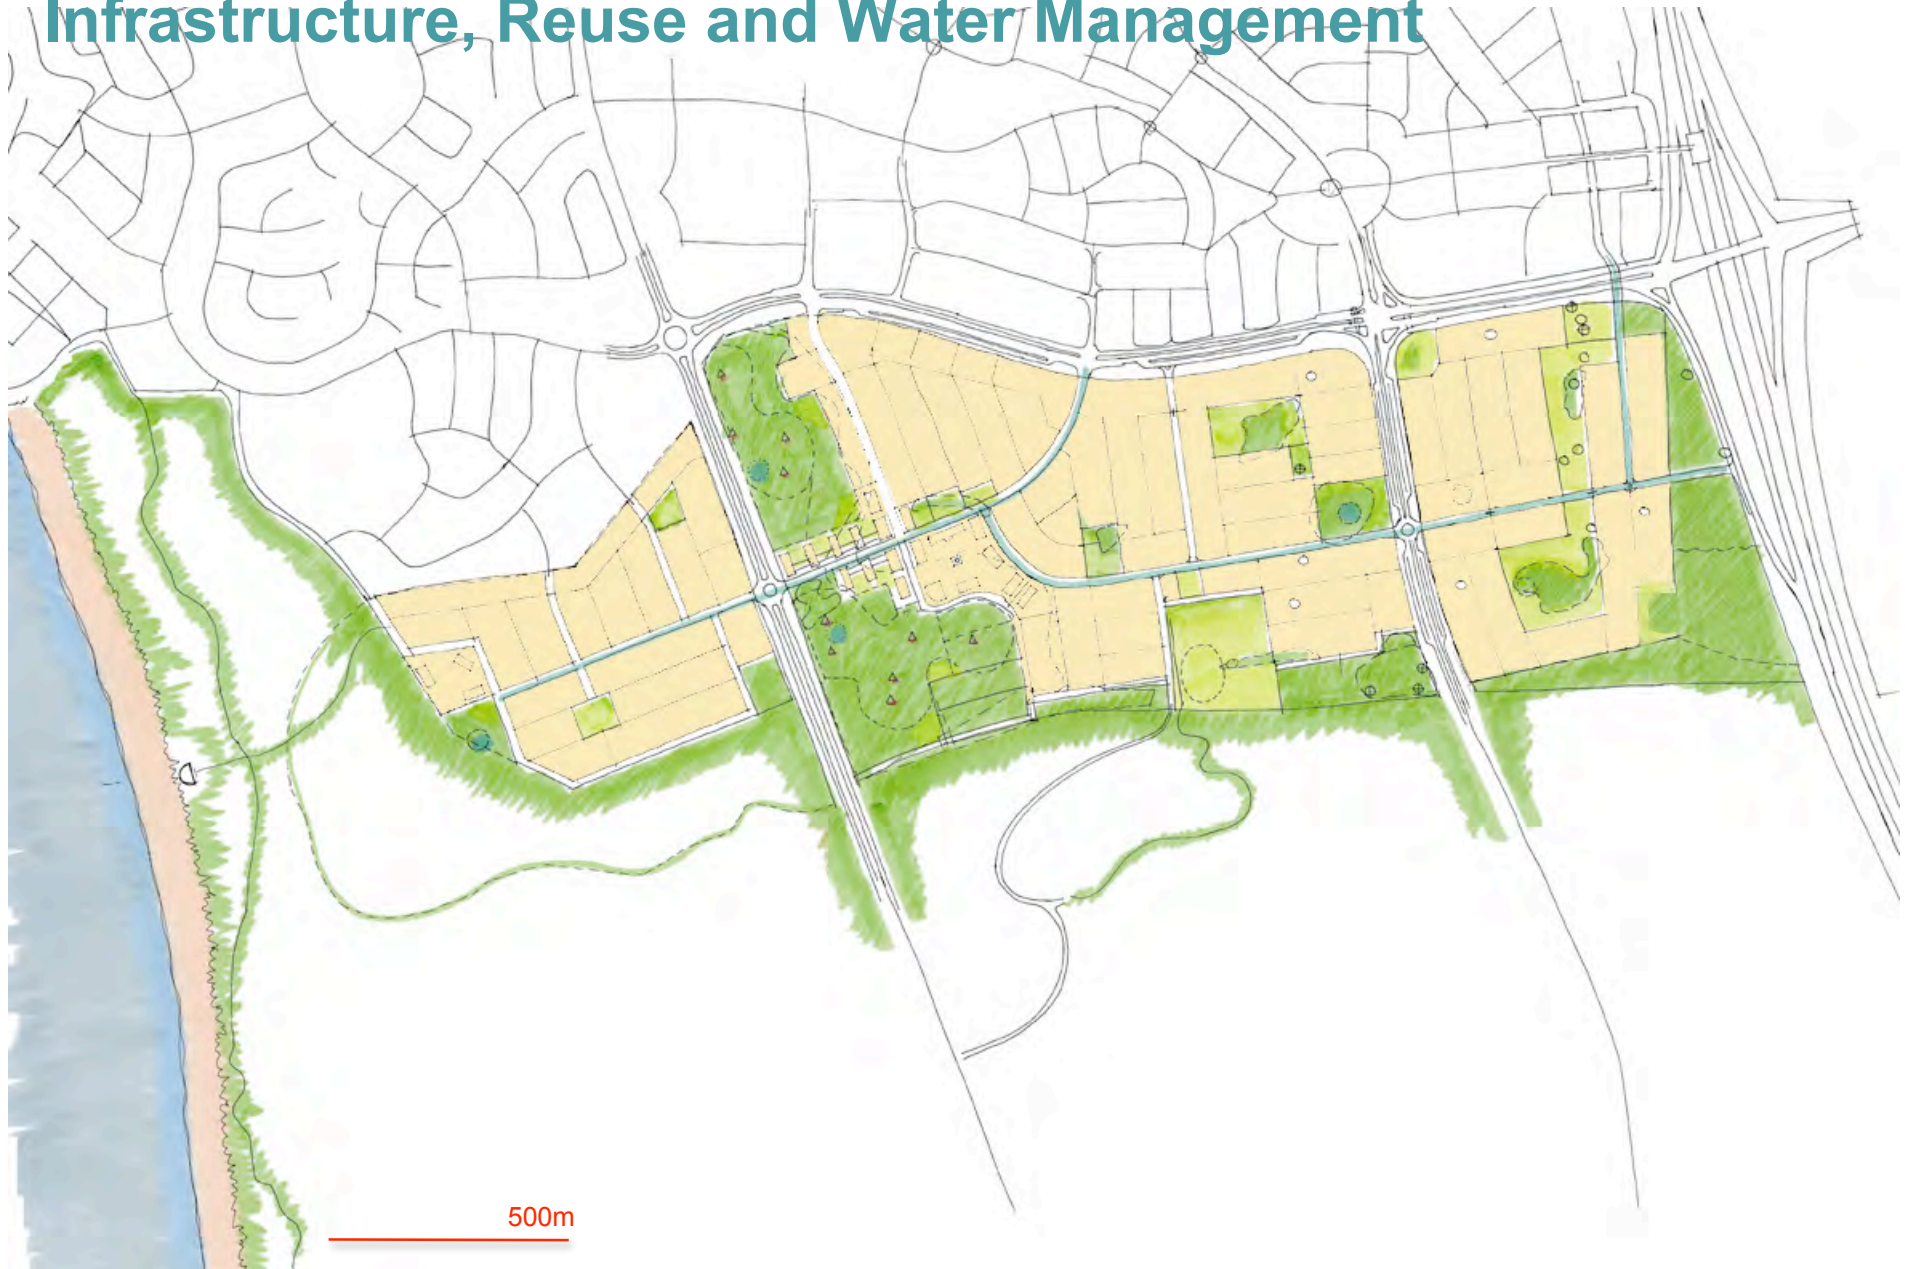 Infrastructure, Reuse and Water Management
500m